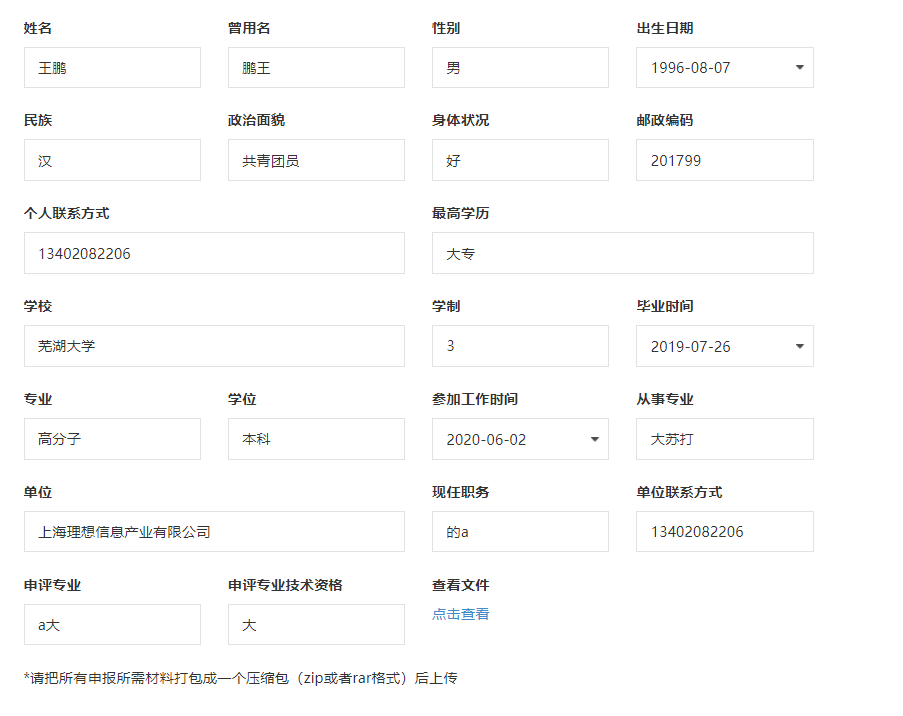 姓名 曾用名 性别 出生日期
王鹏 鹏王 男 1996-08-07
民族 政治面貌 身体状况 邮政编码
汉 共青团员 好 201799
个人联系方式 最高学历
13402082206 大专
学校 学制 毕业时间
芜湖大学 3 2019-07-26
专业 学位 参加工作时间 从事专业
高分子 本科 2020-06-02 大苏打
单位 现任职务 单位联系方式
上海理想信息产业有限公司 的a 13402082206
申评专业 申评专业技术资格 查看文件
a大 大 点击查看
*请把所有申报所需材料打包成一个压缩包（zip或者rar格式）后上传